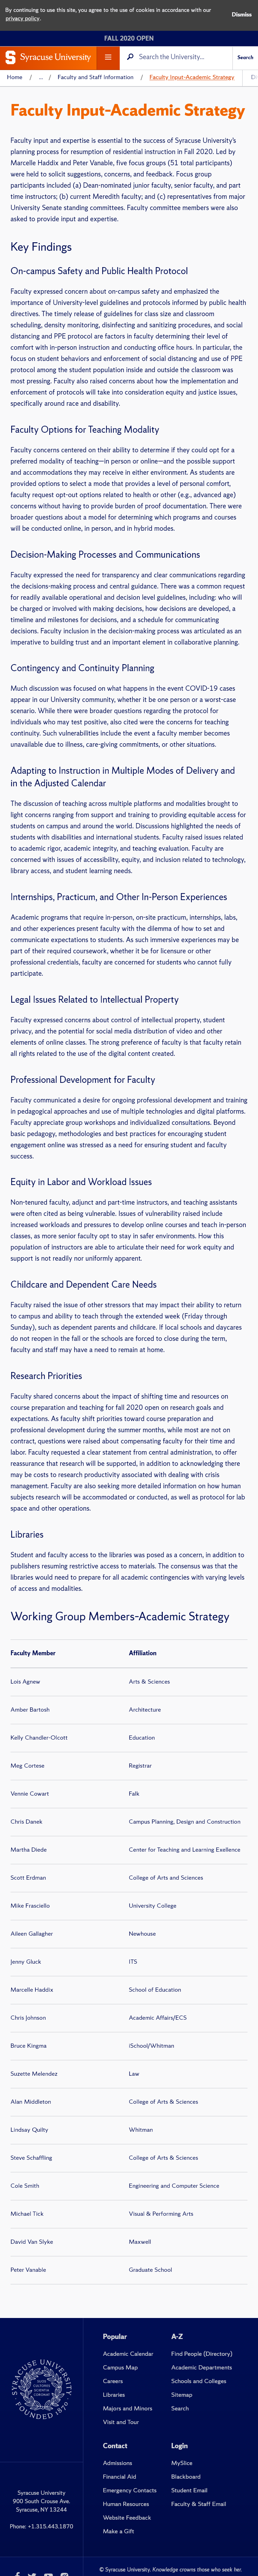 By continuing to use this site, you agree to the use of cookies in accordance with our
privacy policy.
Dismiss
FALL 2020 OPEN
S Syracuse University
Search the University...
Search
Home / ... / Faculty and Staff Information / Faculty Input-Academic Strategy
Faculty Input-Academic Strategy
Faculty input and expertise is essential to the success of Syracuse University's
planning process for resumption of residential instruction in Fall 2020. Led by
Marcelle Haddix and Peter Vanable, five focus groups (51 total participants)
were held to solicit suggestions, concerns, and feedback. Focus group
participants included (a) Dean-nominated junior faculty, senior faculty, and part
time instructors; (b) current Meredith faculty; and (c) representatives from major
University Senate standing committees. Faculty committee members were also
asked to provide input and expertise.
Key Findings
On-campus Safety and Public Health Protocol
Faculty expressed concern about on-campus safety and emphasized the
importance of University-level guidelines and protocols informed by public health
directives. The timely release of guidelines for class size and classroom
scheduling, density monitoring, disinfecting and sanitizing procedures, and social
distancing and PPE protocol are factors in faculty determining their level of
comfort with in-person instruction and conducting office hours. In particular, the
focus on student behaviors and enforcement of social distancing and use of PPE
protocol among the student population inside and outside the classroom was
most pressing. Faculty also raised concerns about how the implementation and
enforcement of protocols will take into consideration equity and justice issues,
specifically around race and disability.
Faculty Options for Teaching Modality
Faculty concerns centered on their ability to determine if they could opt for a
preferred modality of teaching—in person or online—and the possible support
and accommodations they may receive in either environment. As students are
provided options to select a mode that provides a level of personal comfort,
faculty request opt-out options related to health or other (e.g., advanced age)
concerns without having to provide burden of proof documentation. There were
broader questions about a model for determining which programs and courses
will be conducted online, in person, and in hybrid modes.
Decision-Making Processes and Communications
Faculty expressed the need for transparency and clear communications regarding
the decisions-making process and central guidance. There was a common request
for readily available operational and decision level guidelines, including: who will
be charged or involved with making decisions, how decisions are developed, a
timeline and milestones for decisions, and a schedule for communicating
decisions. Faculty inclusion in the decision-making process was articulated as an
imperative to building trust and an important element in collaborative planning.
Contingency and Continuity Planning
Much discussion was focused on what happens in the event COVID-19 cases
appear in our University community, whether it be one person or a worst-case
scenario. While there were broader questions regarding the protocol for
individuals who may test positive, also cited were the concerns for teaching
continuity. Such vulnerabilities include the event a faculty member becomes
unavailable due to illness, care-giving commitments, or other situations.
Adapting to Instruction in Multiple Modes of Delivery and
in the Adjusted Calendar
The discussion of teaching across multiple platforms and modalities brought to
light concerns ranging from support and training to providing equitable access for
students on campus and around the world. Discussions highlighted the needs of
students with disabilities and international students. Faculty raised issues related
to academic rigor, academic integrity, and teaching evaluation. Faculty are
concerned with issues of accessibility, equity, and inclusion related to technology,
library access, and student learning needs.
Internships, Practicum, and Other In-Person Experiences
Academic programs that require in-person, on-site practicum, internships, labs,
and other experiences present faculty with the dilemma of how to set and
communicate expectations to students. As such immersive experiences may be
part of their required coursework, whether it be for licensure or other
professional credentials, faculty are concerned for students who cannot fully
participate.
Legal Issues Related to Intellectual Property
Faculty expressed concerns about control of intellectual property, student
privacy, and the potential for social media distribution of video and other
elements of online classes. The strong preference of faculty is that faculty retain
all rights related to the use of the digital content created.
Professional Development for Faculty
Faculty communicated a desire for ongoing professional development and training
in pedagogical approaches and use of multiple technologies and digital platforms.
Faculty appreciate group workshops and individualized consultations. Beyond
basic pedagogy, methodologies and best practices for encouraging student
engagement online was stressed as a need for ensuring student and faculty
success.
Equity in Labor and Workload Issues
Non-tenured faculty, adjunct and part-time instructors, and teaching assistants
were often cited as being vulnerable. Issues of vulnerability raised include
increased workloads and pressures to develop online courses and teach in-person
classes, as more senior faculty opt to stay in safer environments. How this
population of instructors are able to articulate their need for work equity and
support is not readily nor uniformly apparent.
Childcare and Dependent Care Needs
Faculty raised the issue of other stressors that may impact their ability to return
to campus and ability to teach through the extended week (Friday through
Sunday), such as dependent parents and childcare. If local schools and daycares
do not reopen in the fall or the schools are forced to close during the term,
faculty and staff may have a need to remain at home.
Research Priorities
Faculty shared concerns about the impact of shifting time and resources on
course preparation and teaching for fall 2020 open on research goals and
expectations. As faculty shift priorities toward course preparation and
professional development during the summer months, while most are not on
contract, questions were raised about compensating faculty for their time and
labor. Faculty requested a clear statement from central administration, to offer
reassurance that research will be supported, in addition to acknowledging there
may be costs to research productivity associated with dealing with crisis
management. Faculty are also seeking more detailed information on how human
subjects research will be accommodated or conducted, as well as protocol for lab
space and other operations.
Libraries
Student and faculty access to the libraries was posed as a concern, in addition to
publishers resuming restrictive access to materials. The consensus was that the
libraries would need to prepare for all academic contingencies with varying levels
of access and modalities.
Working Group Members-Academic Strategy
Faculty Member Affiliation
Lois Agnew Arts & Sciences
Amber Bartosh Architecture
Kelly Chandler-Olcott Education
Meg Cortese Registrar
Vennie Cowart Falk
Chris Danek Campus Planning, Design and Construction
Martha Diede Center for Teaching and Learning Exellence
Scott Erdman College of Arts and Sciences
Mike Frasciello University College
Aileen Gallagher Newhouse
Jenny Gluck ITS
Marcelle Haddix School of Education
Chris Johnson Academic Affairs/ECS
Bruce Kingma iSchool/Whitman
Suzette Melendez Law
Alan Middleton College of Arts & Sciences
Lindsay Quilty Whitman
Steve Schaffling College of Arts & Sciences
Cole Smith Engineering and Computer Science
Michael Tick Visual & Performing Arts
David Van Slyke Maxwell
Peter Vanable Graduate School
Popular
Academic Calendar
Campus Map
Careers
Libraries
Majors and Minors
Visit and Tour
A-Z
Find People (Directory)
Academic Departments
Schools and Colleges
Sitemap
Search
Contact
Admissions
Financial Aid
Emergency Contacts
Human Resources
Website Feedback
Make a Gift
Login
MySlice
Blackboard
Student Email
Faculty & Staff Email
Syracuse University
900 South Crouse Ave.
Syracuse, NY 13244
Phone: +1.315.443.1870
© Syracuse University. Knowledge crowns those who seek her.